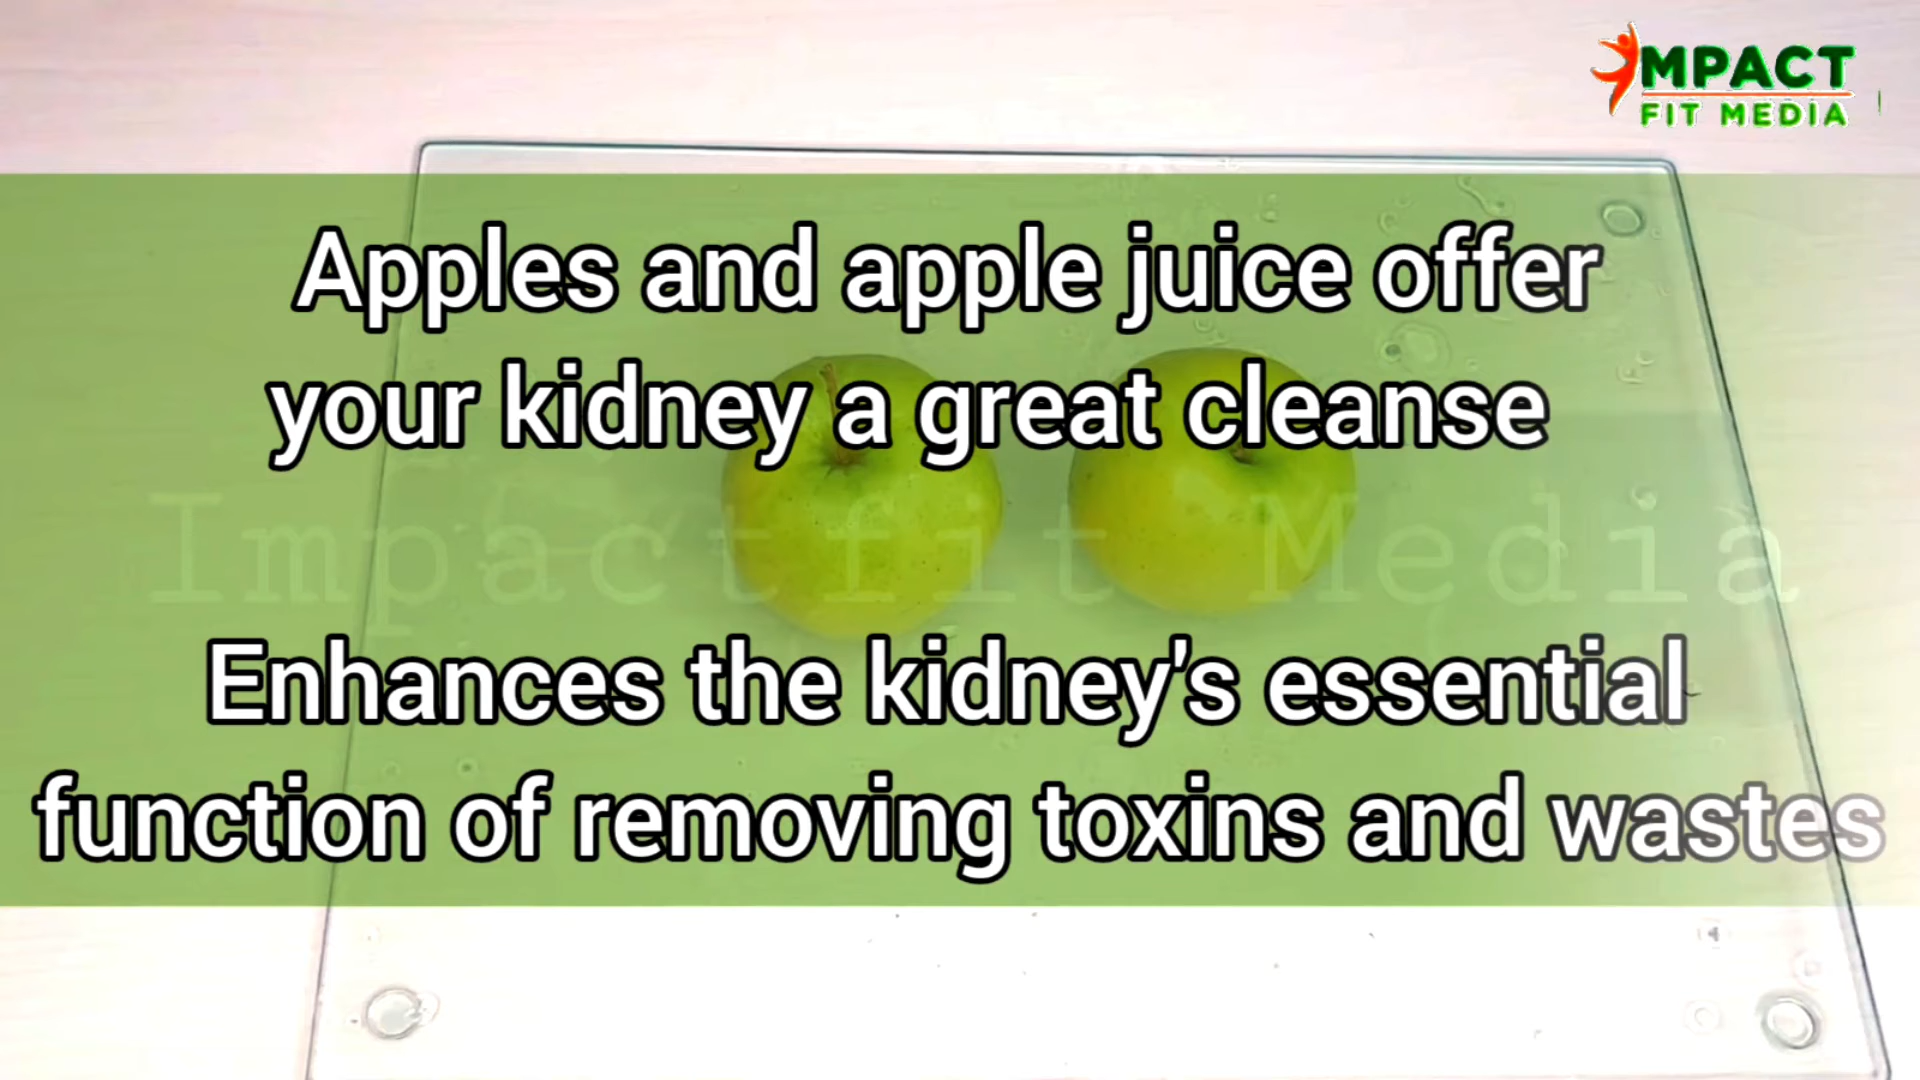 IMPACT
FIT MEDIA
Apples and apple juice offer
your kidney a great cleanse
Impactfit Media
Enhances the kidney's essential
function of removing toxins and wastes